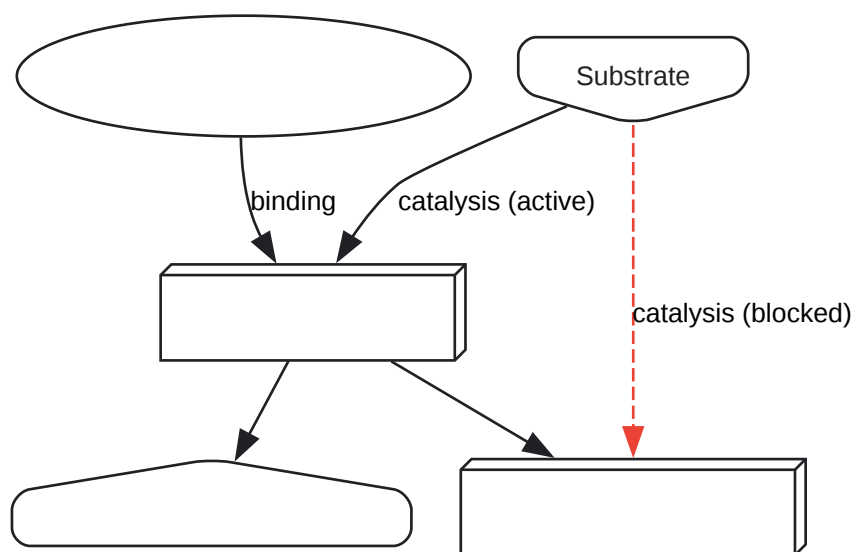 Substrate
binding
catalysis (active)
catalysis (blocked)